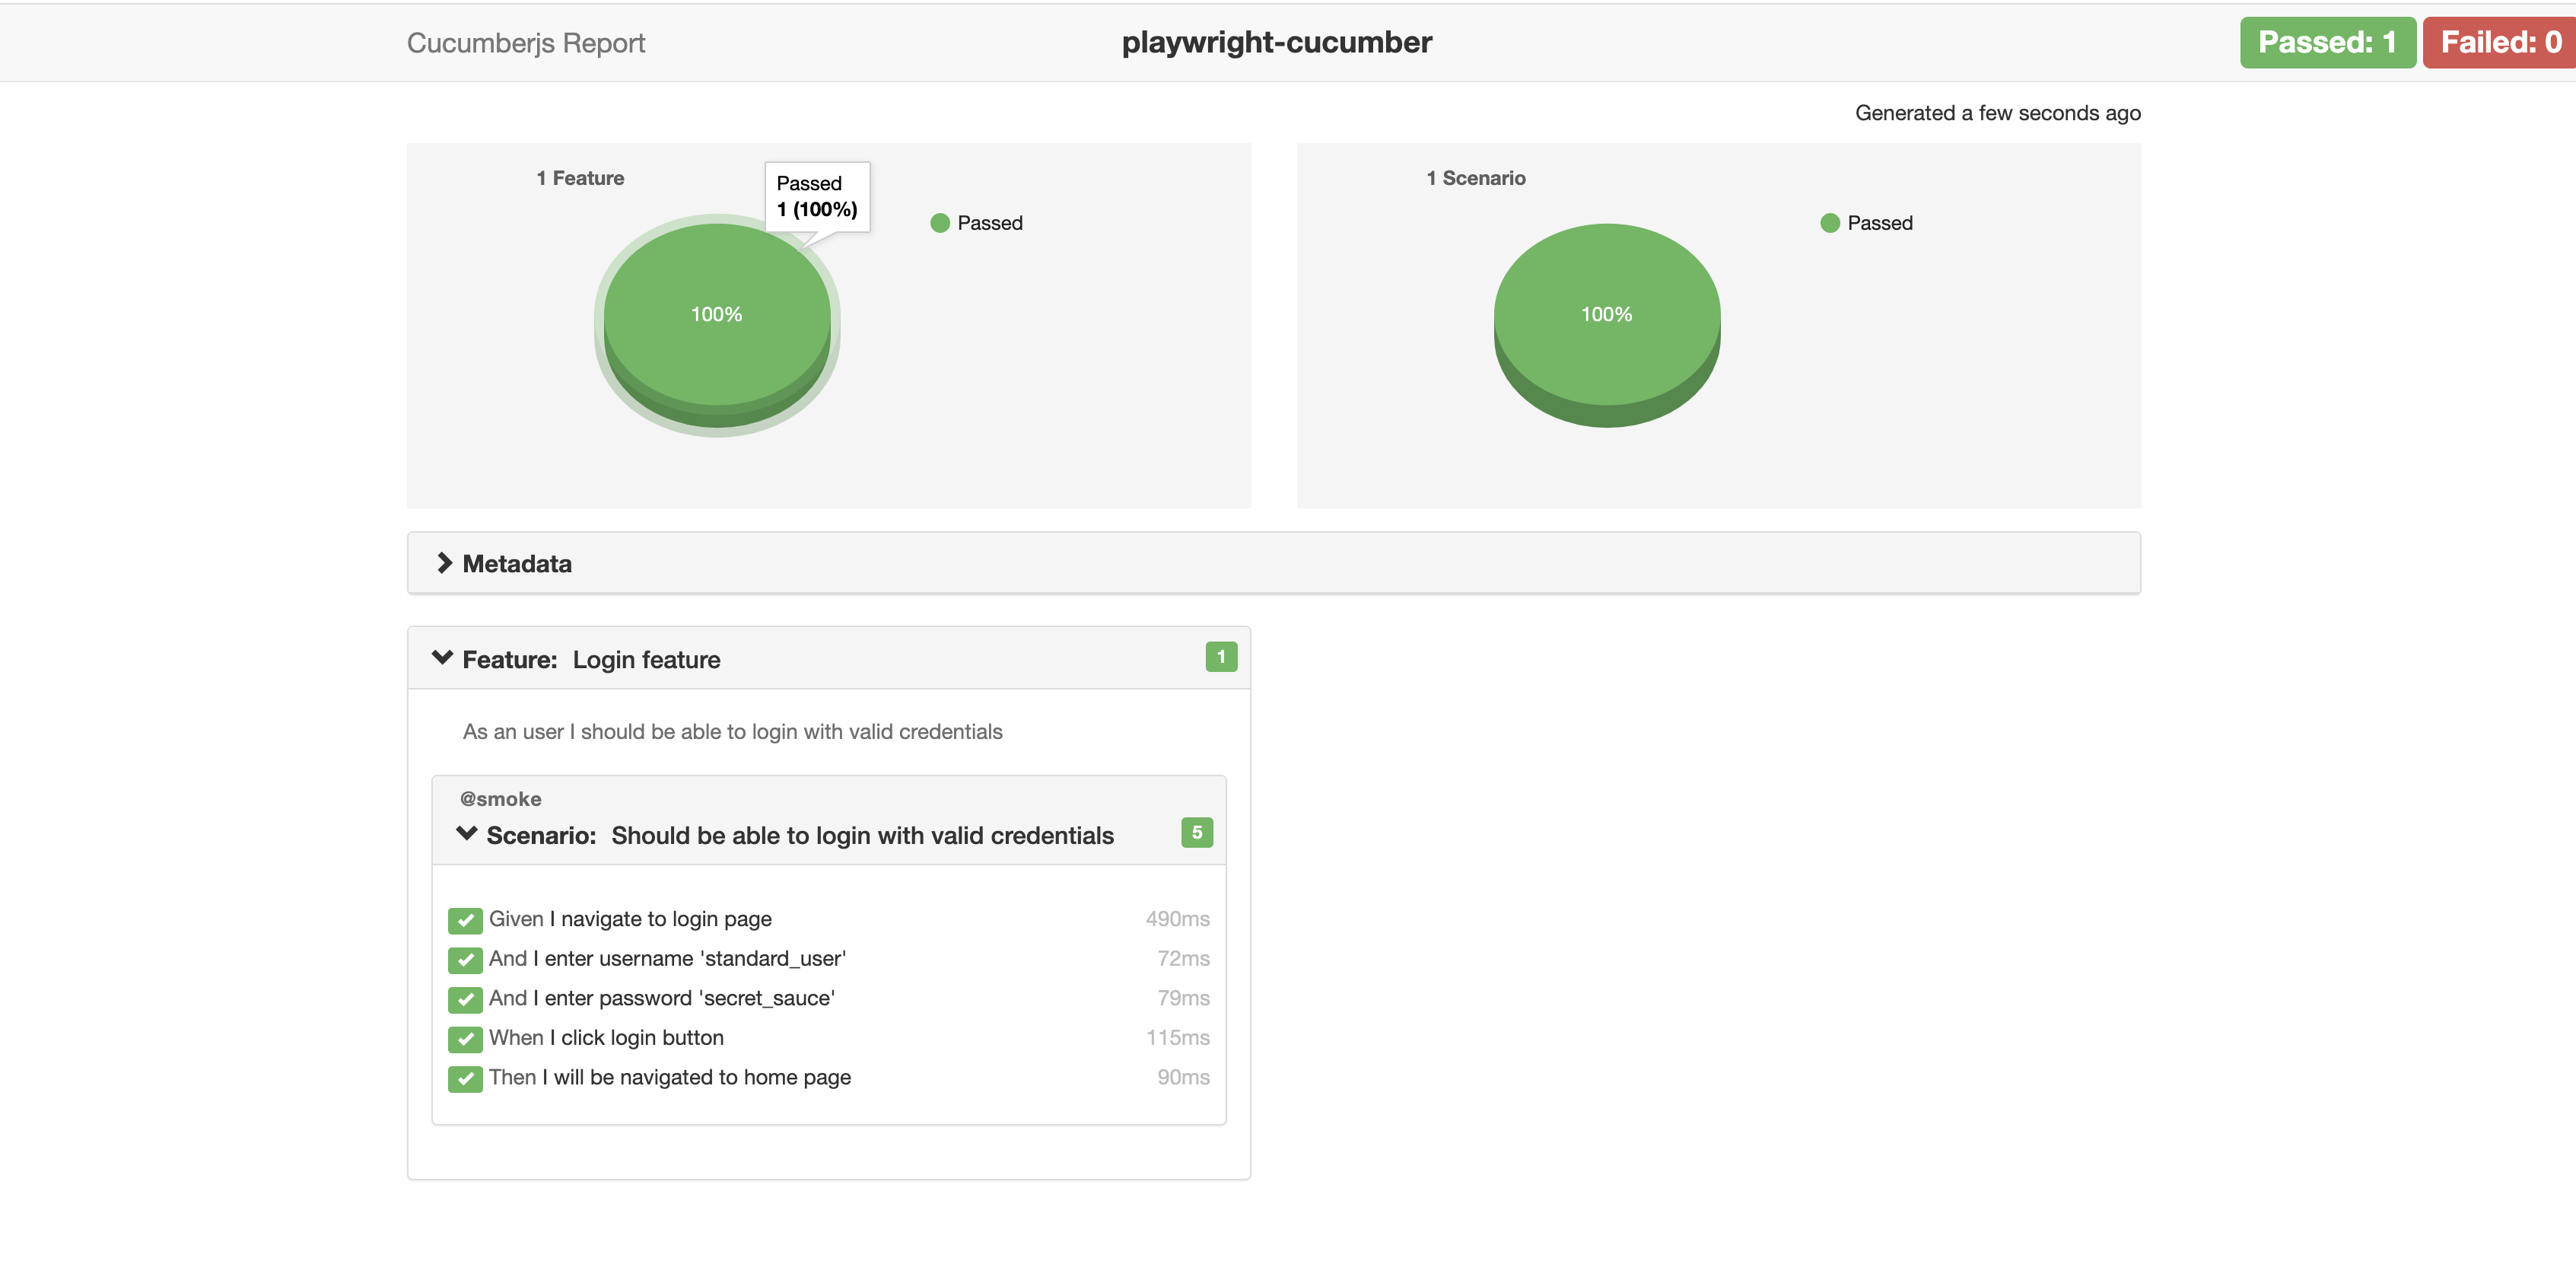 Cucumberjs Report
playwright-cucumber
Passed: 1
Failed: 0
Generated a few seconds ago
1 Feature
Passed
1 (100%)
Passed
100%
1 Scenario
Passed
100%
Metadata
Feature: Login feature
1
As an user I should be able to login with valid credentials
@smoke
Scenario: Should be able to login with valid credentials
5
Given I navigate to login page 490ms
And I enter username 'standard_user' 72ms
And I enter password 'secret_sauce' 79ms
When I click login button 115ms
Then I will be navigated to home page 90ms